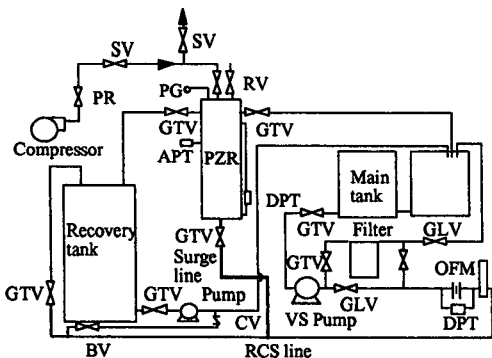 SV
SV
PR
PG
RV
GTV
GTV
Compressor
APT
PZR
Main
tank
DPT
GTV
Recovery
tank
GTV
Surge
line
Filter
GLV
GTV
OFM
GTV
GTV
Pump
VS Pump
GLV
DPT
CV
BV
RCS line